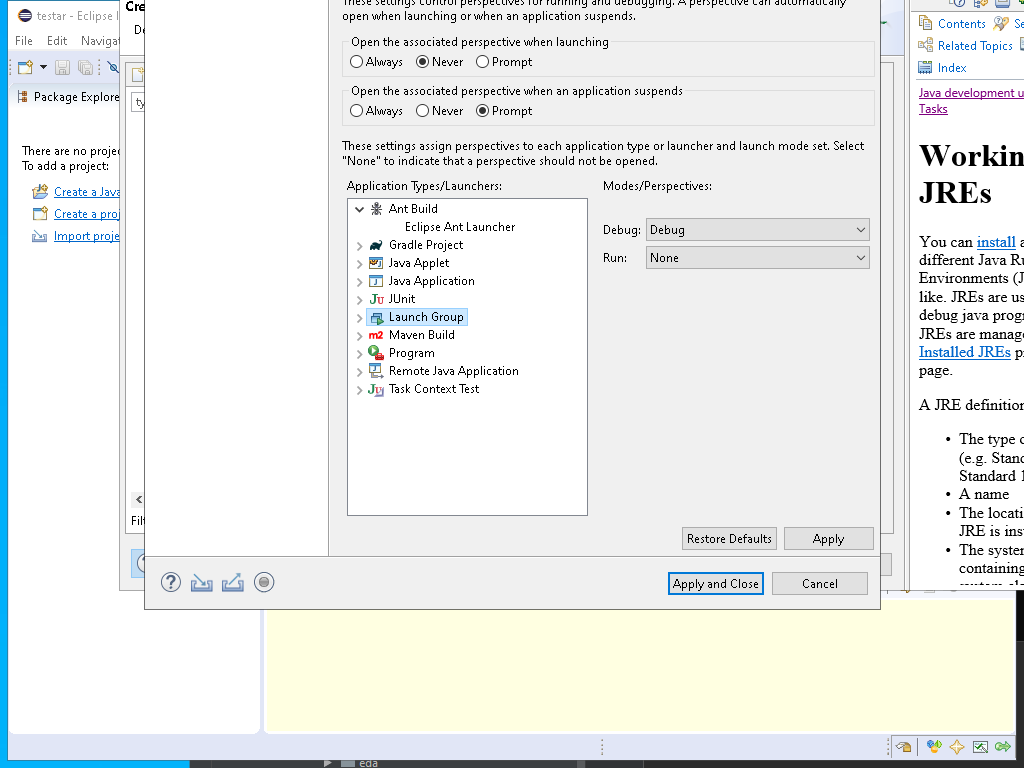 testar - Eclipse
File Edit Navigat
Package Explore
There are no projec
To add a project:
Create a Java
Create a proj
Import proje
Cre
These settings control perspectives for running and debugging. A perspective can automatically
open when launching or when an application suspends.
Open the associated perspective when launching
Always Never Prompt
Open the associated perspective when an application suspends
Always Never Prompt
These settings assign perspectives to each application type or launcher and launch mode set. Select
"None" to indicate that a perspective should not be opened.
Application Types/Launchers:
Modes/Perspectives:
Ant Build
Eclipse Ant Launcher
Gradle Project
Java Applet
Java Application
JUnit
Launch Group
Maven Build
Program
Remote Java Application
Task Context Test
Debug: Debug
Run: None
Restore Defaults Apply
Apply and Close Cancel
Contents Se
Related Topics
Index
Java development u
Tasks
Workin
JREs
You can install a
different Java Ru
Environments (J
like. JREs are us
debug java progr
JREs are manage
Installed JREs p
page.
A JRE definition
• The type o
(e.g. Stand
Standard 1
• A name
• The locati
JRE is inst
• The system
containing
eda